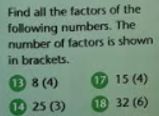 Find all the factors of the
following numbers. The
number of factors is shown
in brackets.
13 8 (4) 17 15 (4)
14 25 (3) 18 32 (6)